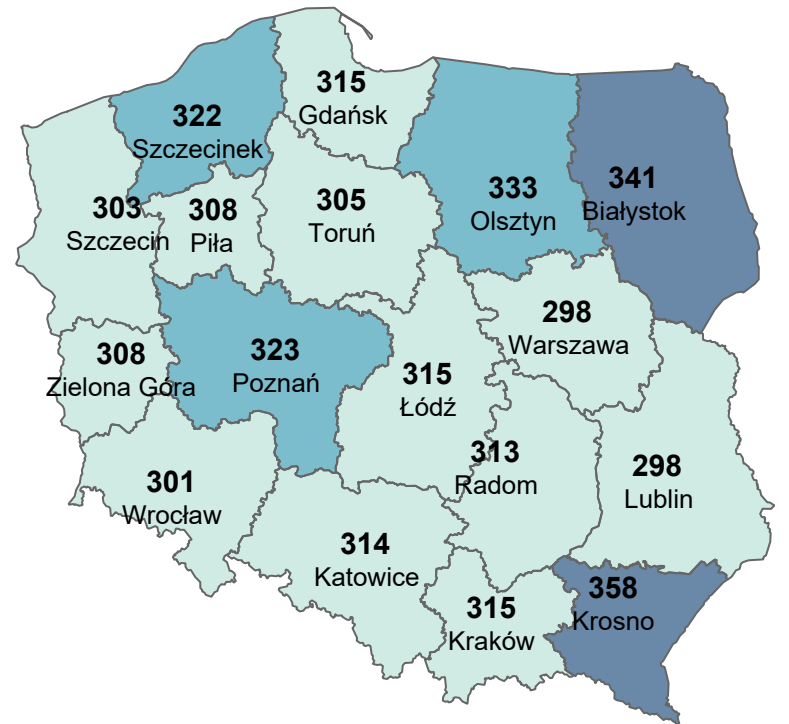 315
Gdańsk
322
Szczecinek
333
Olsztyn
341
Białystok
303
Szczecin
308
Piła
305
Toruń
298
Warszawa
308
Zielona Góra
323
Poznań
315
Łódź
313
Radom
298
Lublin
301
Wrocław
314
Katowice
315
Kraków
358
Krosno